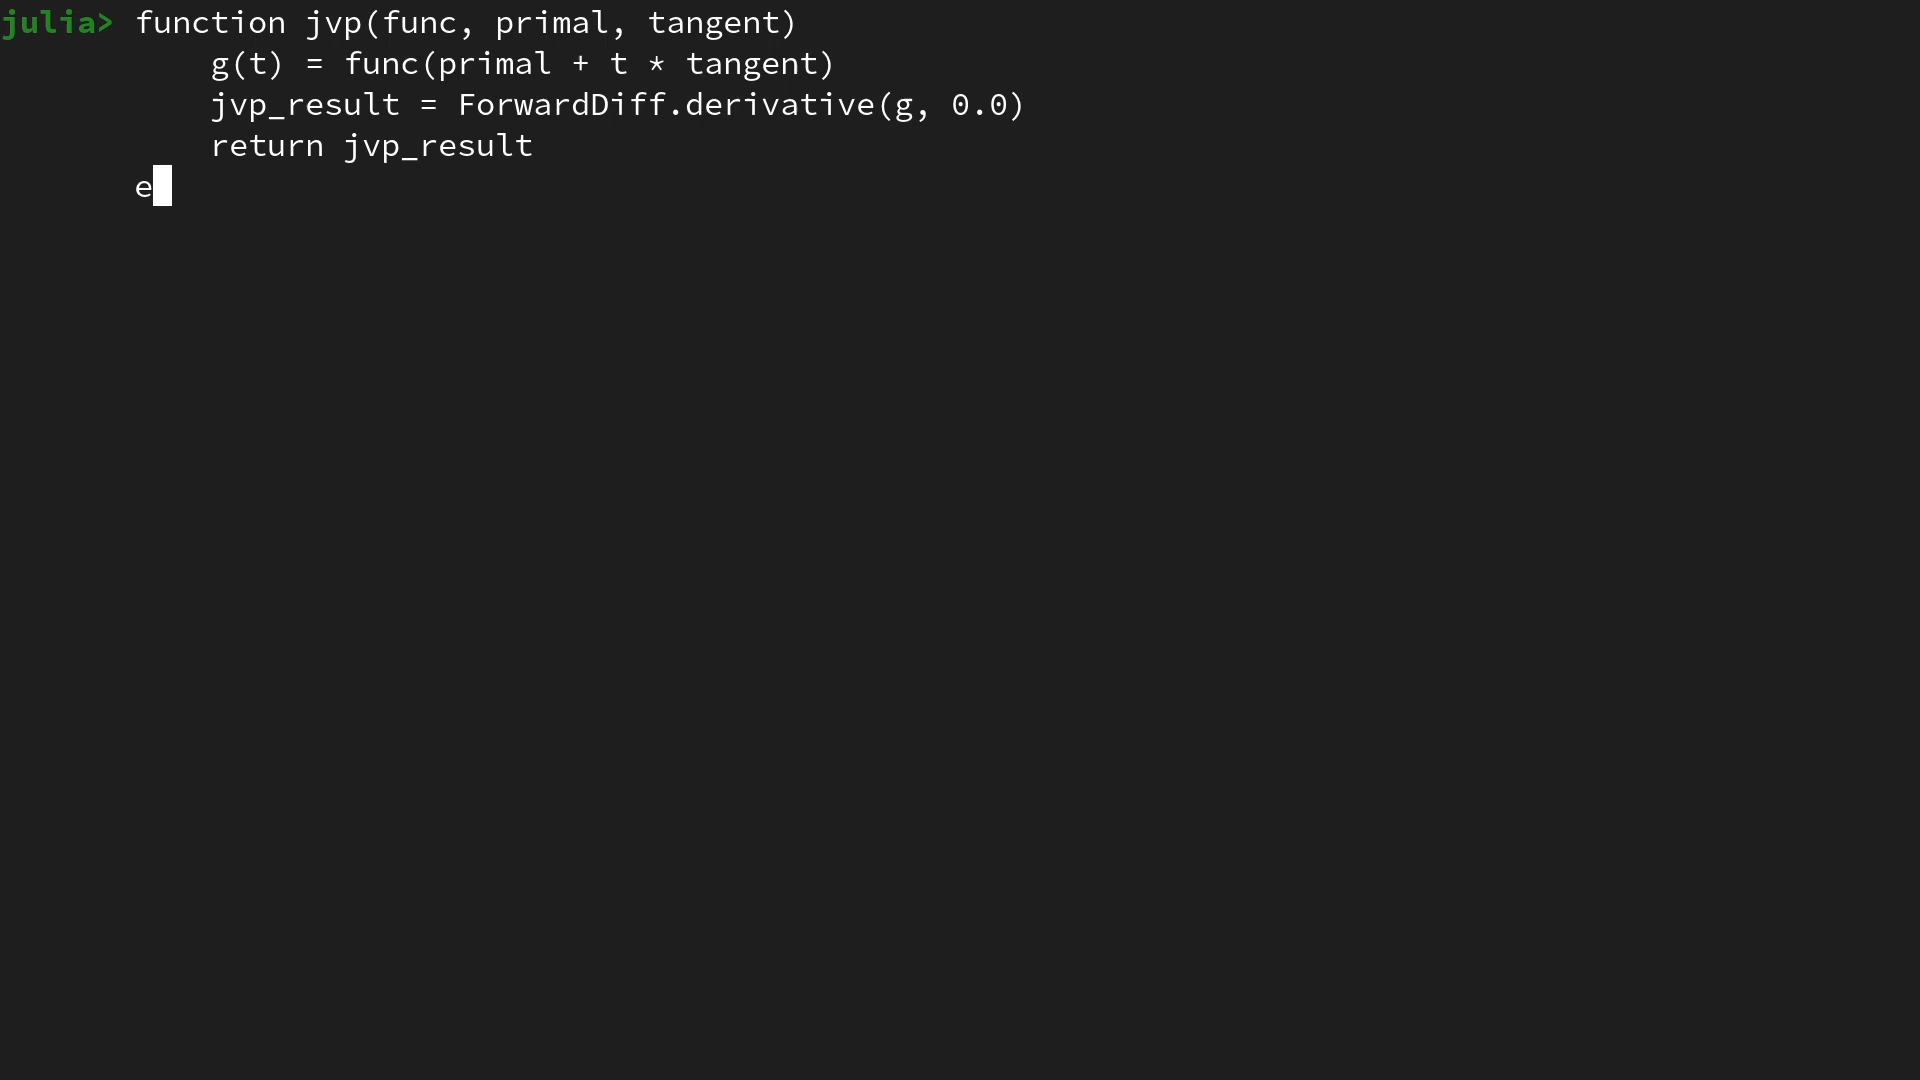 julia> function jvp(func, primal, tangent)
g(t) = func(primal + t * tangent)
jvp_result = ForwardDiff.derivative(g, 0.0)
return jvp_result
e